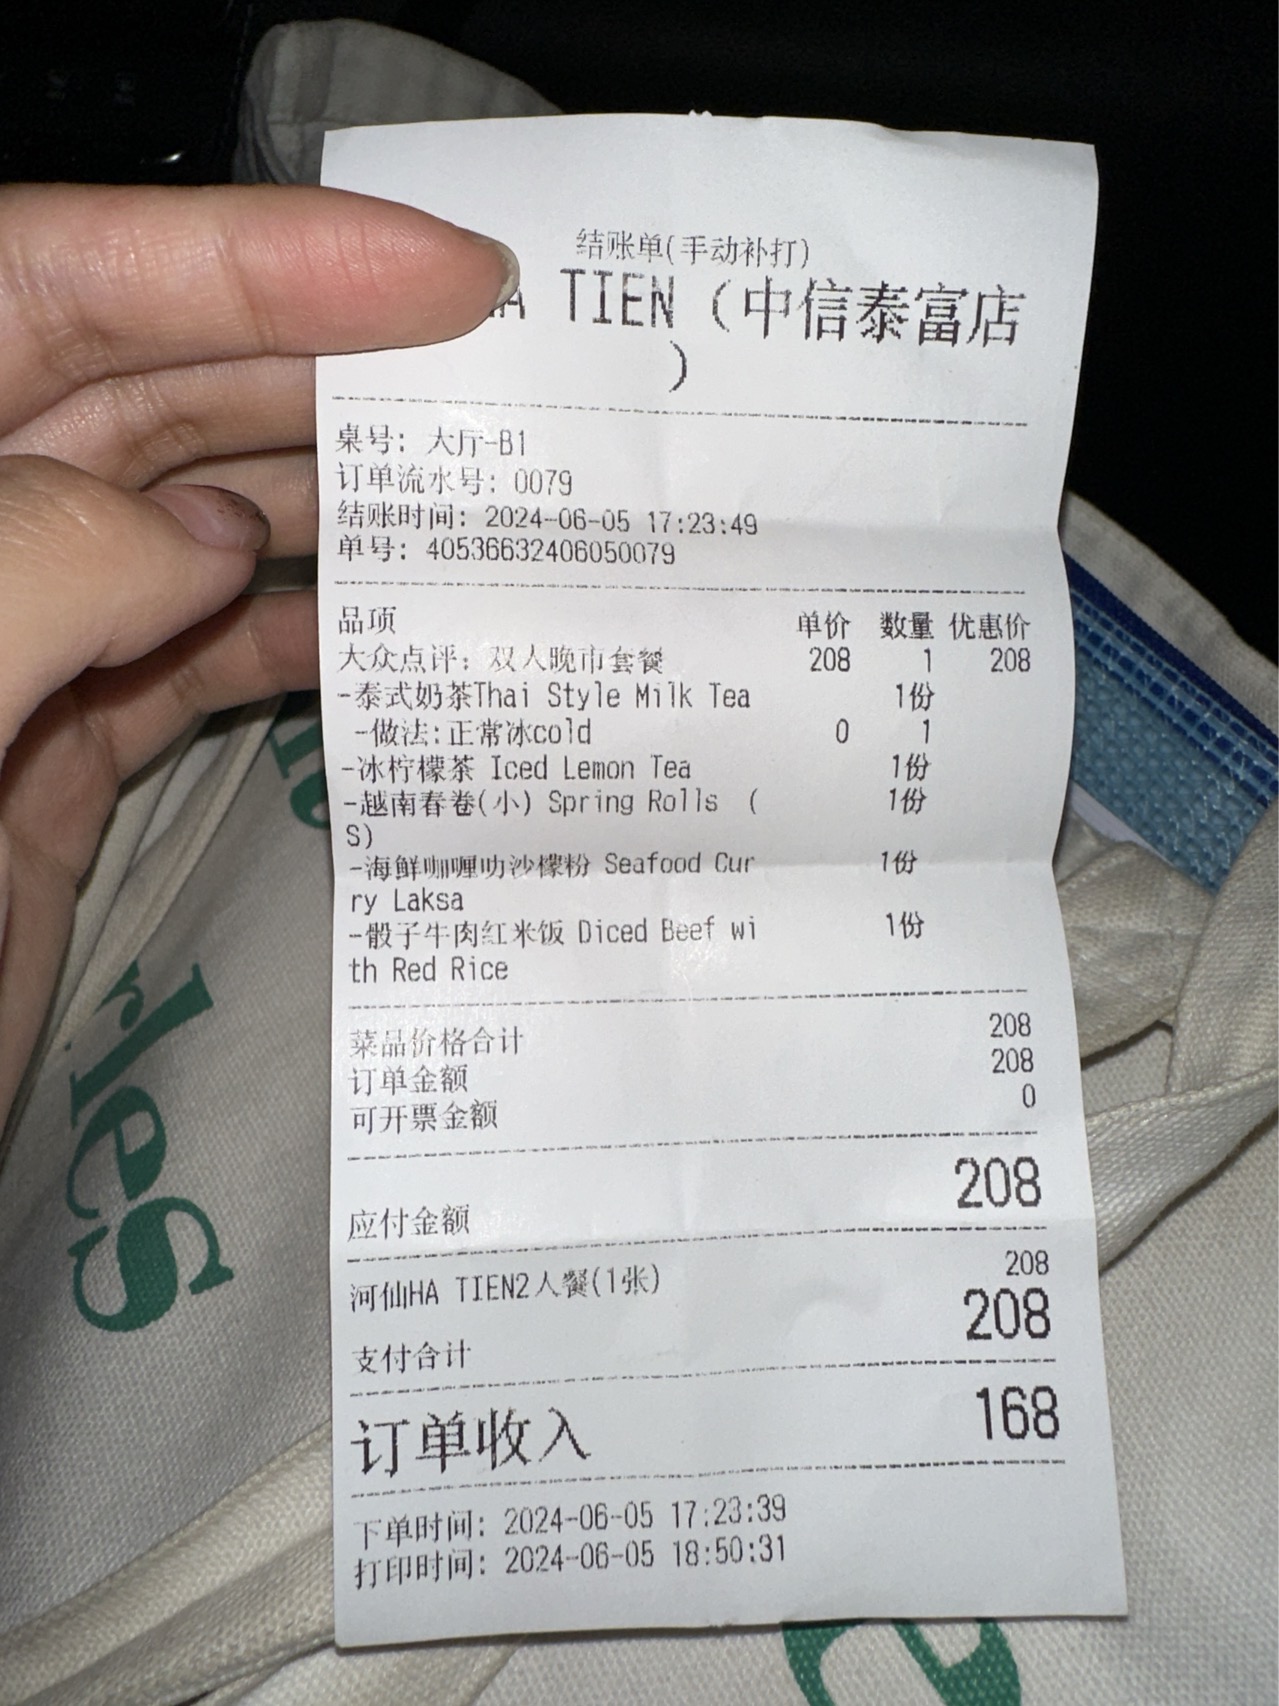 结账单(手动补打)
HA TIEN (中信泰富店
)
桌号: 大厅-B1
订单流水号: 0079
结账时间: 2024-06-05 17:23:49
单号: 40536632406050079
品项 单价 数量 优惠价
大众点评: 双人晚市套餐 208 1 208
-泰式奶茶Thai Style Milk Tea 1份
-做法:正常冰cold 0 1
-冰柠檬茶 Iced Lemon Tea 1份
-越南春卷(小) Spring Rolls (
S)
1份
-海鲜咖喱叻沙檬粉 Seafood Cur
ry Laksa
1份
-骰子牛肉红米饭 Diced Beef wi
th Red Rice
1份
菜品价格合计 208
订单金额 208
可开票金额 0
应付金额 208
河仙HA TIEN2人餐(1张) 208
支付合计 208
订单收入 168
下单时间: 2024-06-05 17:23:39
打印时间: 2024-06-05 18:50:31
les